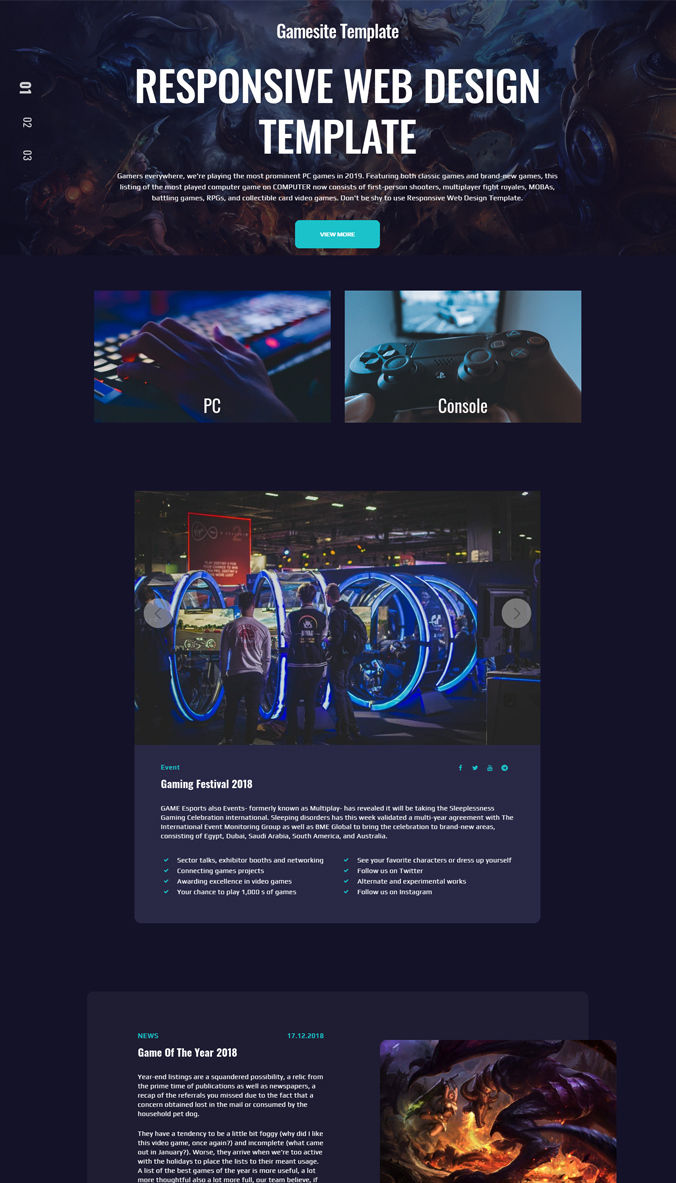 Gamesite Template
RESPONSIVE WEB DESIGN
TEMPLATE
01
02
03
Gamers everywhere, we're playing the most prominent PC games in 2019. Featuring both classic games and brand-new games, this
listing of the most played computer game on COMPUTER now consists of first-person shooters, multiplayer fight royales, MOBAs,
battling games, RPGs, and collectible card video games. Don't be shy to use Responsive Web Design Template.
VIEW MORE
PC
Console
Event
Gaming Festival 2018
GAME Esports also Events- formerly known as Multiplay- has revealed it will be taking the Sleeplessness
Gaming Celebration international. Sleeping disorders has this week validated a multi-year agreement with The
International Event Monitoring Group as well as BME Global to bring the celebration to brand-new areas,
consisting of Egypt, Dubai, Saudi Arabia, South America, and Australia.
Sector talks, exhibitor booths and networking
Connecting games projects
Awarding excellence in video games
Your chance to play 1,000 s of games
See your favorite characters or dress up yourself
Follow us on Twitter
Alternate and experimental works
Follow us on Instagram
NEWS 17.12.2018
Game Of The Year 2018
Year-end listings are a squandered possibility, a relic from
the prime time of publications as well as newspapers, a
recap of the referrals you missed due to the fact that a
concern obtained lost in the mail or consumed by the
household pet dog.
They have a tendency to be a little bit foggy (why did I like
this video game, once again?) and incomplete (what came
out in January?). Worse, they arrive when we're too active
with the holidays to place the lists to their meant usage.
A list of the best games of the year is more useful, a lot
more thoughtful also a lot more full, our team believe, if